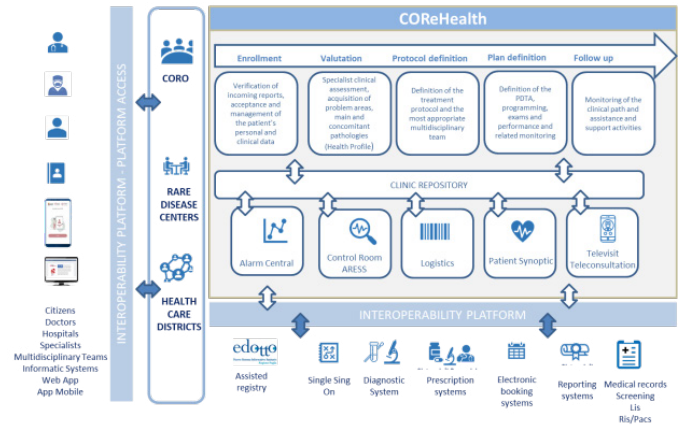 COReHealth
Enrollment
Valutation
Protocol definition
Plan definition
Follow up
Verification of
incoming reports,
acceptance and
management of
the patient's
personal and
clinical data
Specialist clinical
assessment,
acquisition of
problem areas,
main and
concomitant
pathologies
(Health Profile)
Definition of the
treatment
protocol and the
most appropriate
multidisciplinary
team
Definition of the
PDTA,
programming,
exams and
performance and
related monitoring
Monitoring of the
clinical path and
assistance and
support activities
CLINIC REPOSITORY
Alarm Central
Control Room
ARESS
Logistics
Patient Synoptic
Televisit
Teleconsultation
INTEROPERABILITY PLATFORM - PLATFORM ACCESS
CORO
RARE
DISEASE
CENTERS
HEALTH
CARE
DISTRICTS
Citizens
Doctors
Hospitals
Specialists
Multidisciplinary Teams
Informatic Systems
Web App
App Mobile
INTEROPERABILITY PLATFORM
edotto
Assisted
registry
Single Sing
On
Diagnostic
System
Prescription
systems
Electronic
booking
systems
Reporting
systems
Medical records
Screening
Lis
Ris/Pacs